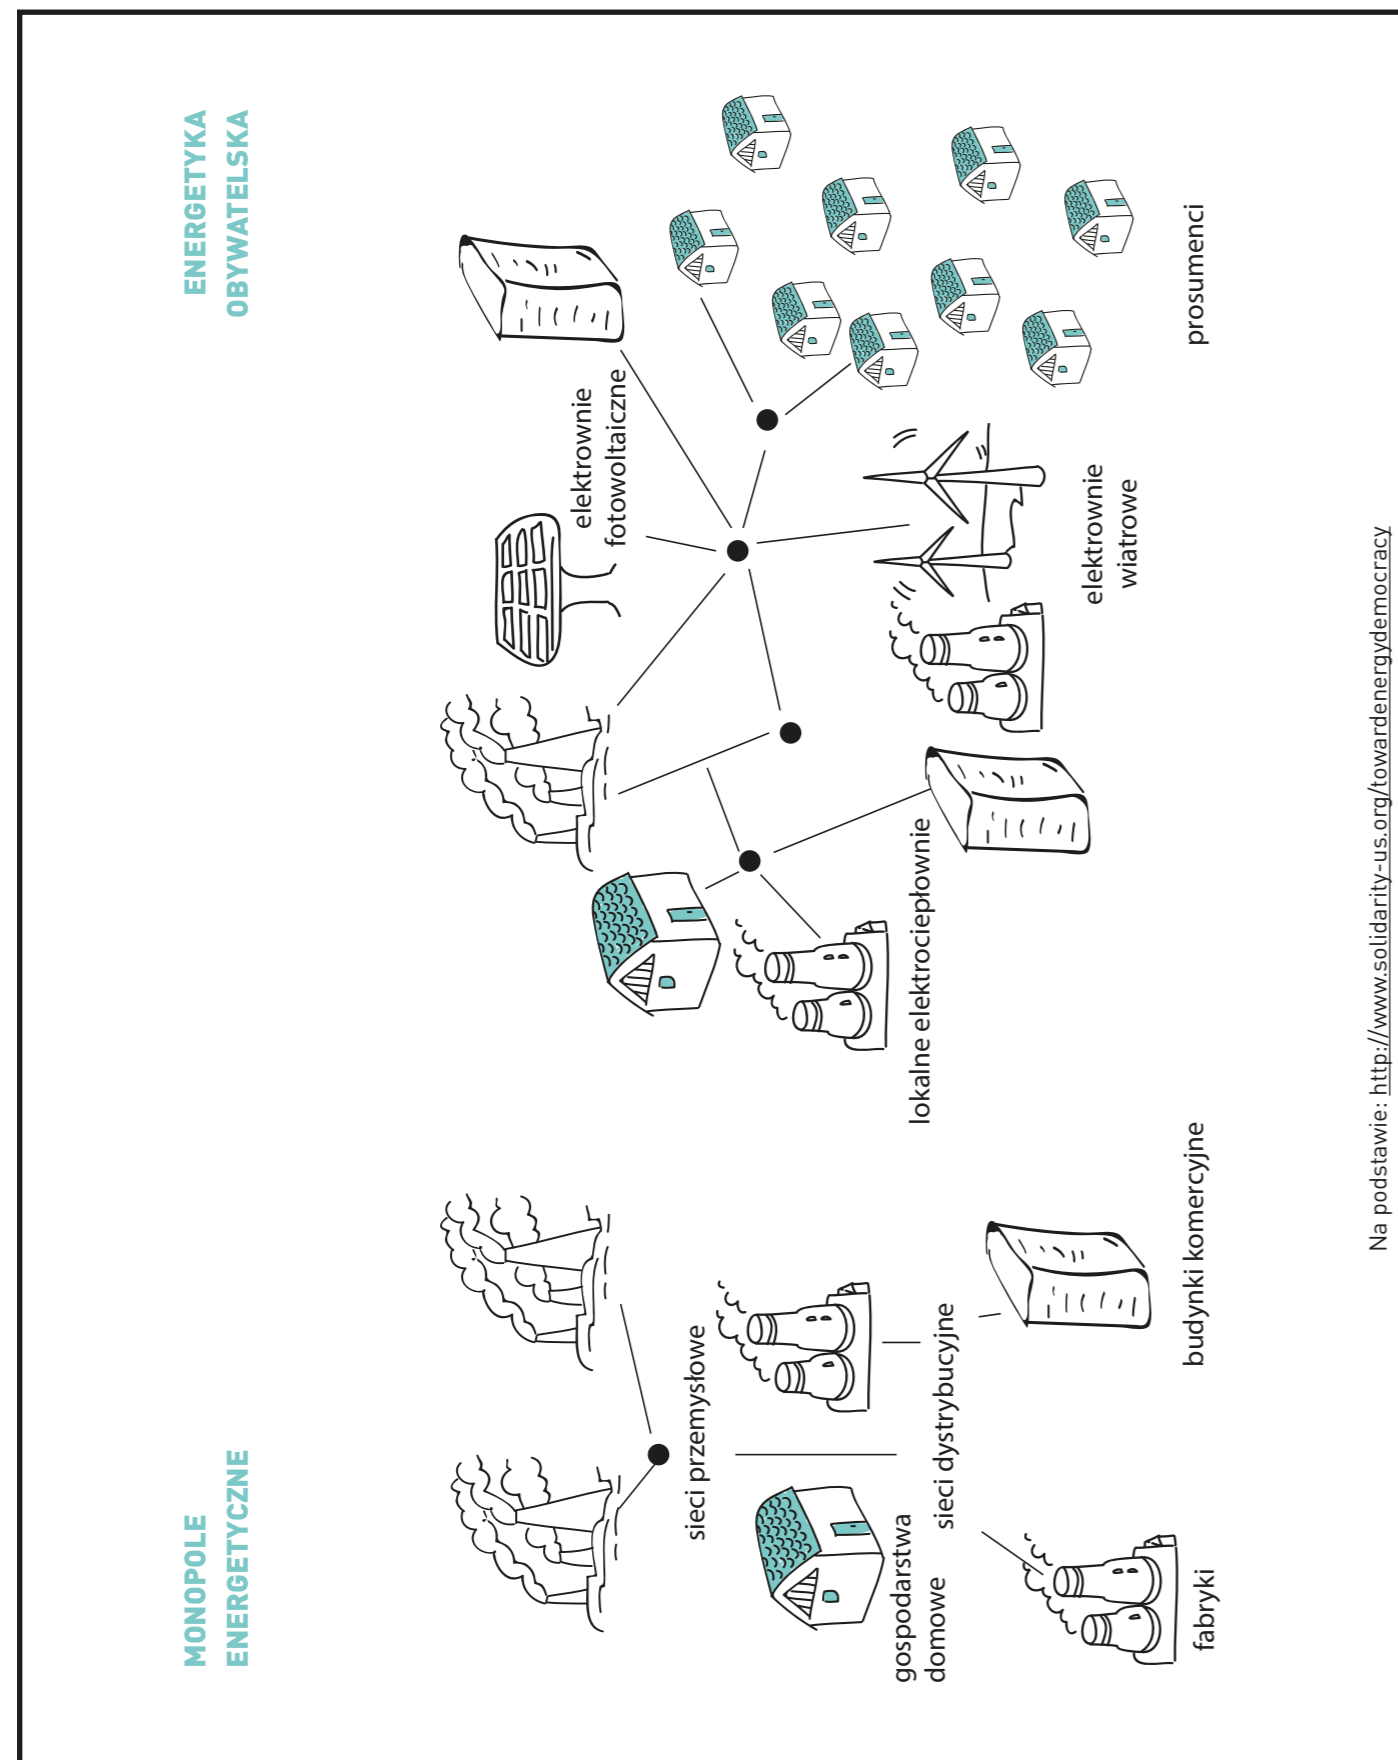 MONOPOLE
ENERGETYCZNE
sieci przemysłowe
gospodarstwa
domowe
sieci dystrybucyjne
fabryki
budynki komercyjne
ENERGETYKA
OBYWATELSKA
elektrownie
fotowoltaiczne
lokalne elektrociepłownie
elektrownie
wiatrowe
prosumenci
Na podstawie: http://www.solidarity-us.org/towardenergydemocracy